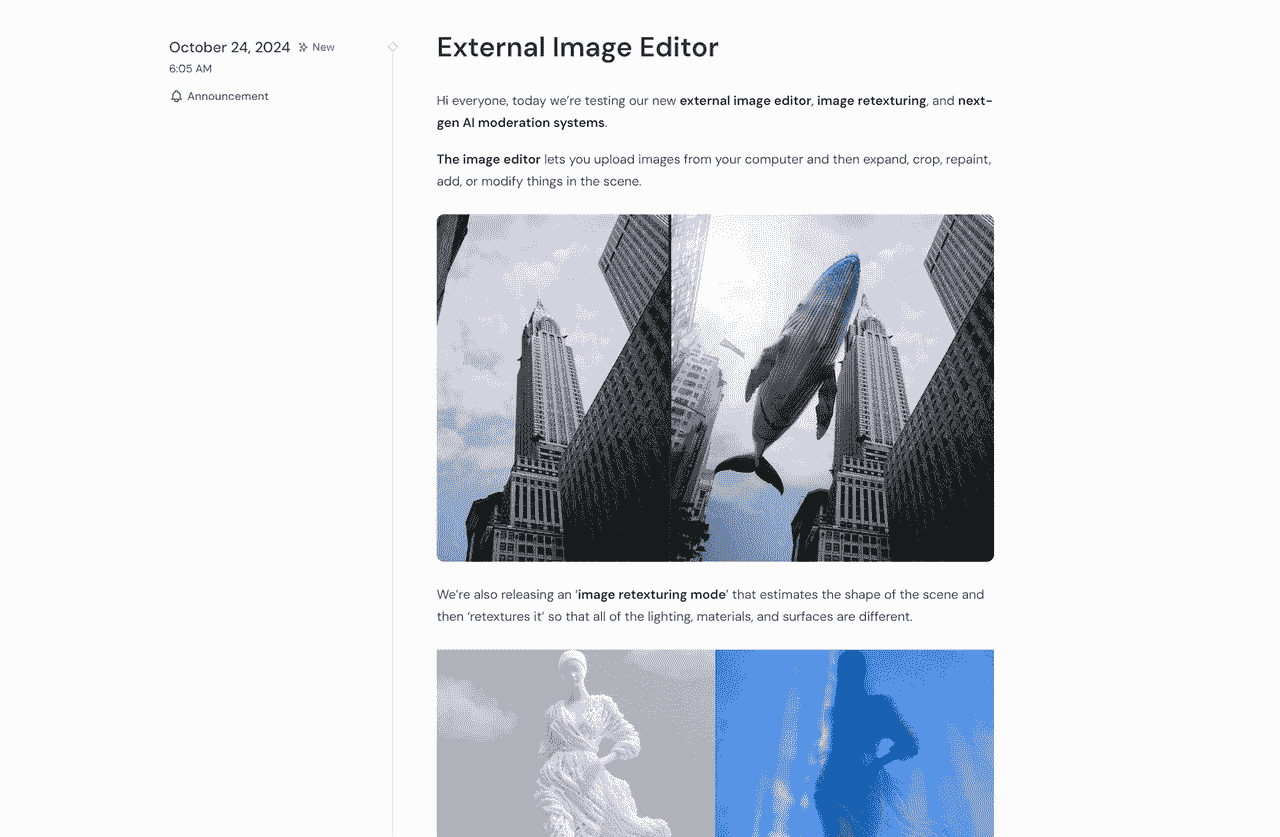 October 24, 2024 New
6:05 AM
Announcement
External Image Editor
Hi everyone, today we’re testing our new external image editor, image retexturing, and next-
gen AI moderation systems.
The image editor lets you upload images from your computer and then expand, crop, repaint,
add, or modify things in the scene.
We’re also releasing an ‘image retexturing mode’ that estimates the shape of the scene and
then ‘retextures it’ so that all of the lighting, materials, and surfaces are different.